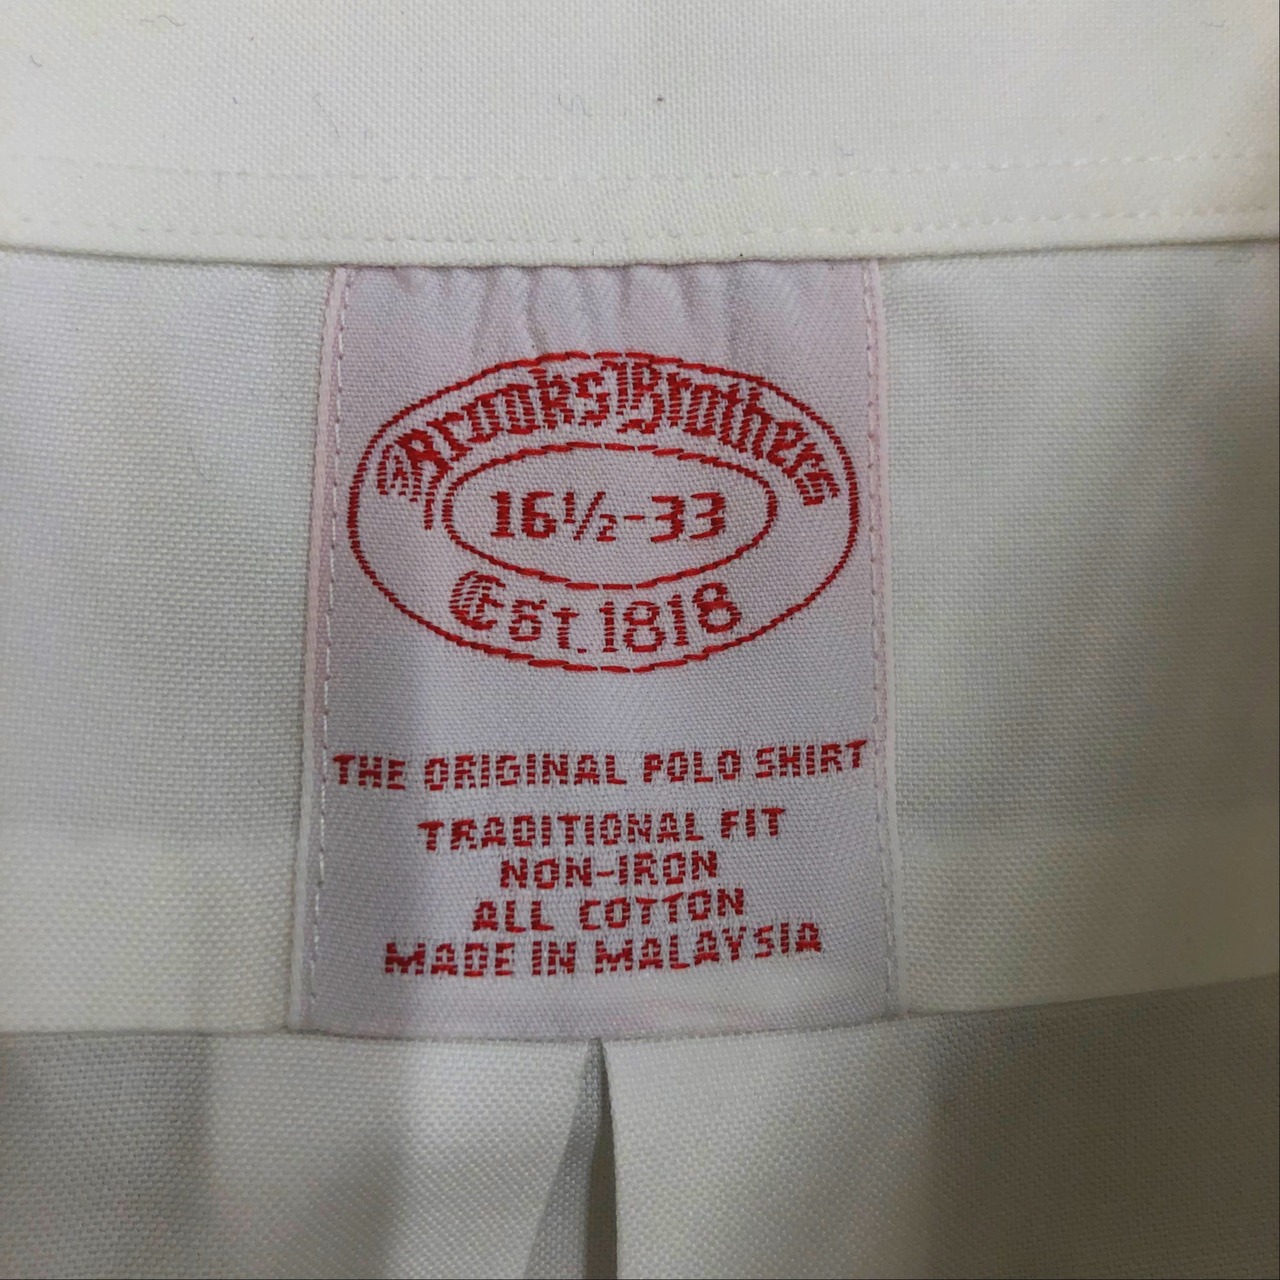 Brooks Brothers
16½-33
Est. 1818
THE ORIGINAL POLO SHIRT
TRADITIONAL FIT
NON-IRON
ALL COTTON
MADE IN MALAYSIA